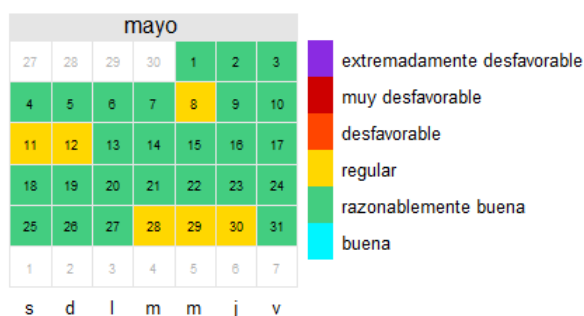 mayo
27 28 29 30 1 2 3
4 5 6 7 8 9 10
11 12 13 14 15 16 17
18 19 20 21 22 23 24
25 26 27 28 29 30 31
1 2 3 4 5 6 7
s d l m m j v
extremadamente desfavorable
muy desfavorable
desfavorable
regular
razonablemente buena
buena